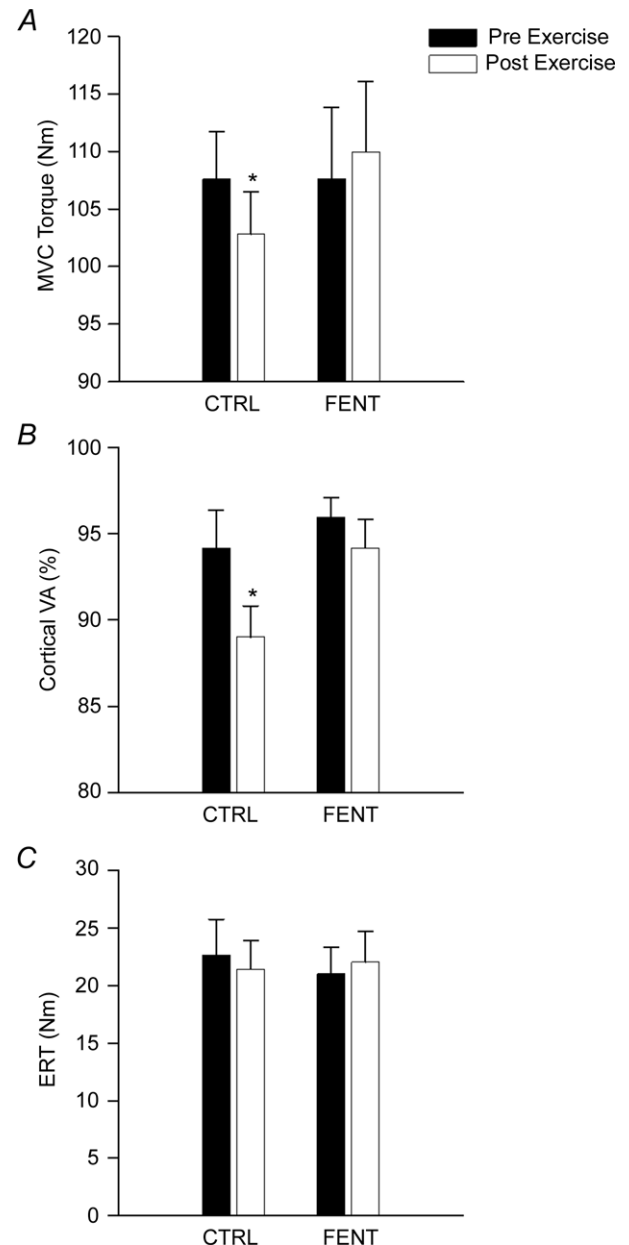 A
Pre Exercise
Post Exercise
MVC Torque (Nm)
120
115
110
105
100
95
90
*
CTRL
FENT
B
Cortical VA (%)
100
95
90
85
80
*
CTRL
FENT
C
ERT (Nm)
30
25
20
15
10
5
0
CTRL
FENT